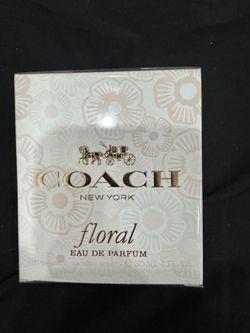 COACH
NEW YORK
floral
EAU DE PARFUM